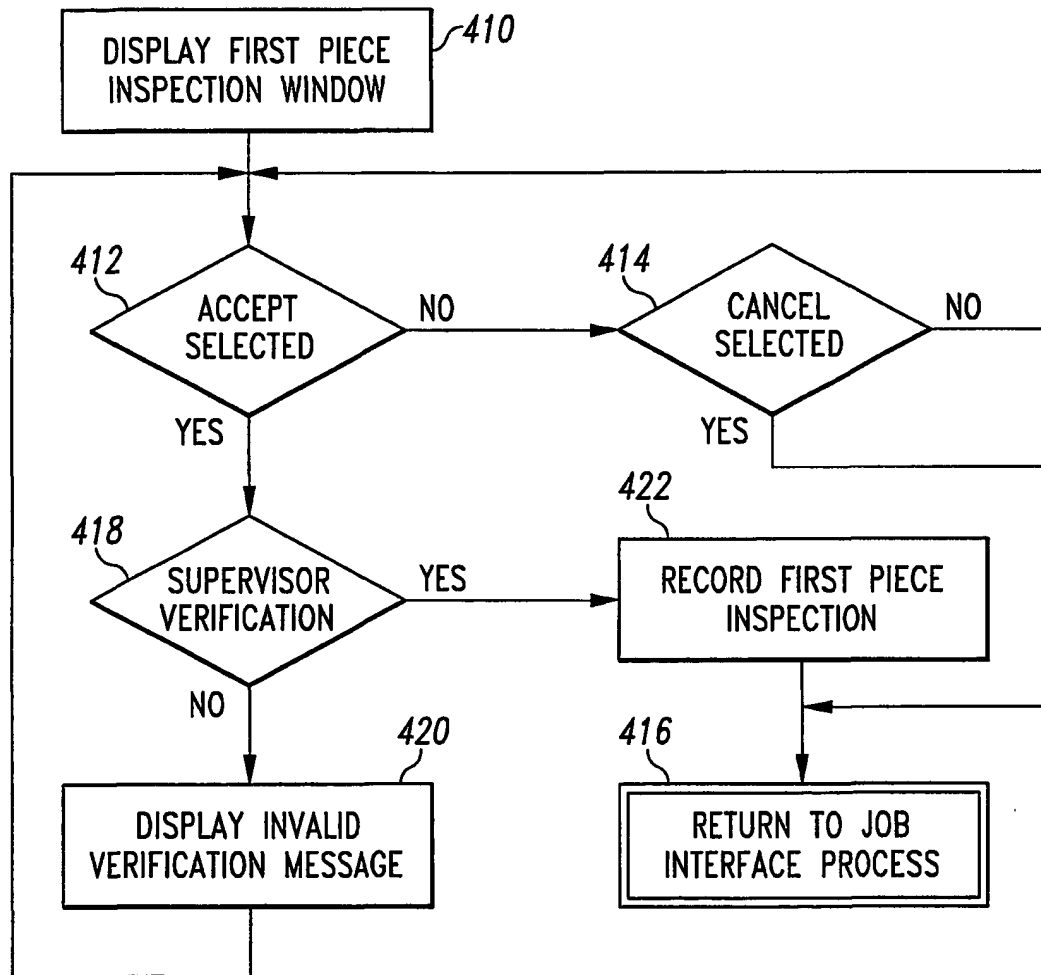 DISPLAY FIRST PIECE
INSPECTION WINDOW
410
412
ACCEPT
SELECTED
NO
YES
414
CANCEL
SELECTED
NO
YES
418
SUPERVISOR
VERIFICATION
YES
NO
422
RECORD FIRST PIECE
INSPECTION
420
DISPLAY INVALID
VERIFICATION MESSAGE
416
RETURN TO JOB
INTERFACE PROCESS